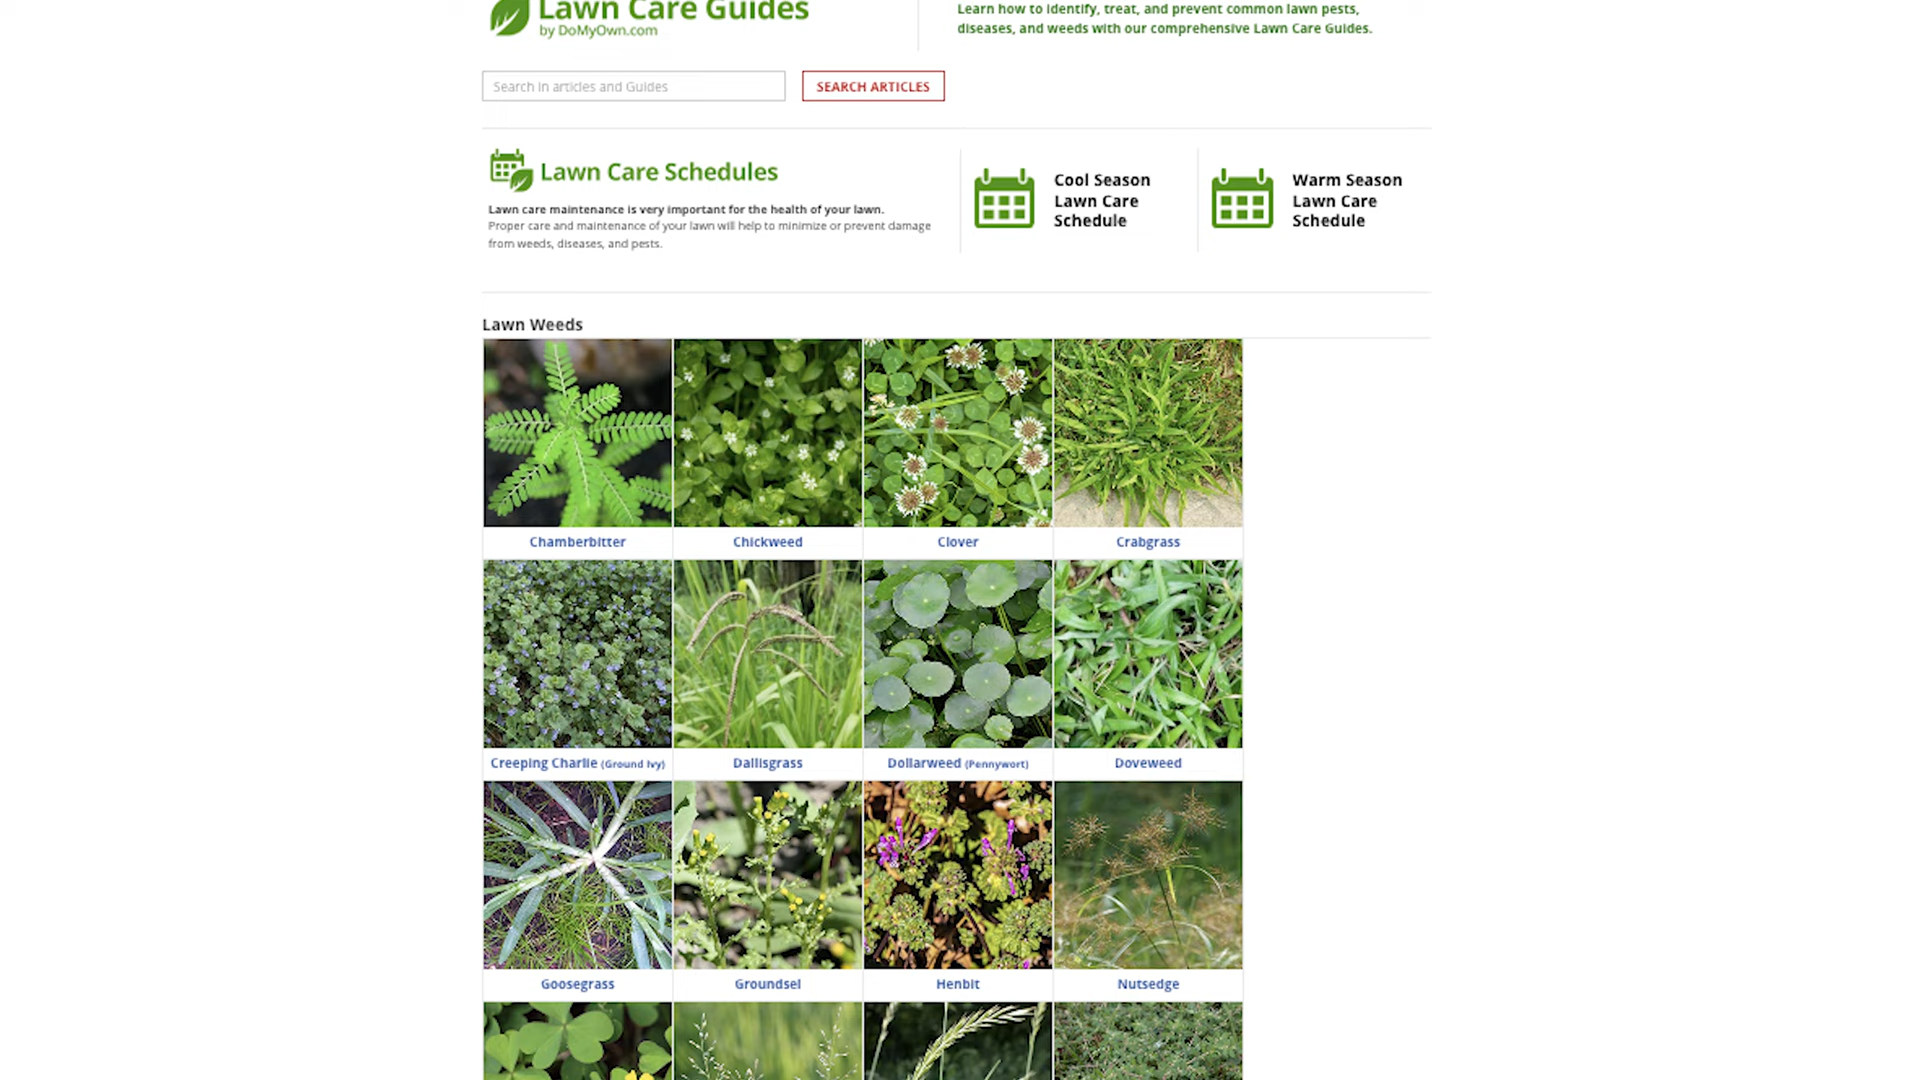 Lawn Care Guides
by DoMyOwn.com
Learn how to identify, treat, and prevent common lawn pests,
diseases, and weeds with our comprehensive Lawn Care Guides.
Search in articles and Guides
SEARCH ARTICLES
Lawn Care Schedules
Lawn care maintenance is very important for the health of your lawn.
Proper care and maintenance of your lawn will help to minimize or prevent damage
from weeds, diseases, and pests.
Cool Season
Lawn Care
Schedule
Warm Season
Lawn Care
Schedule
Lawn Weeds
Chamberbitter
Chickweed
Clover
Crabgrass
Creeping Charlie (Ground Ivy)
Dallisgrass
Dollarweed (Pennywort)
Doveweed
Goosegrass
Groundsel
Henbit
Nutsedge